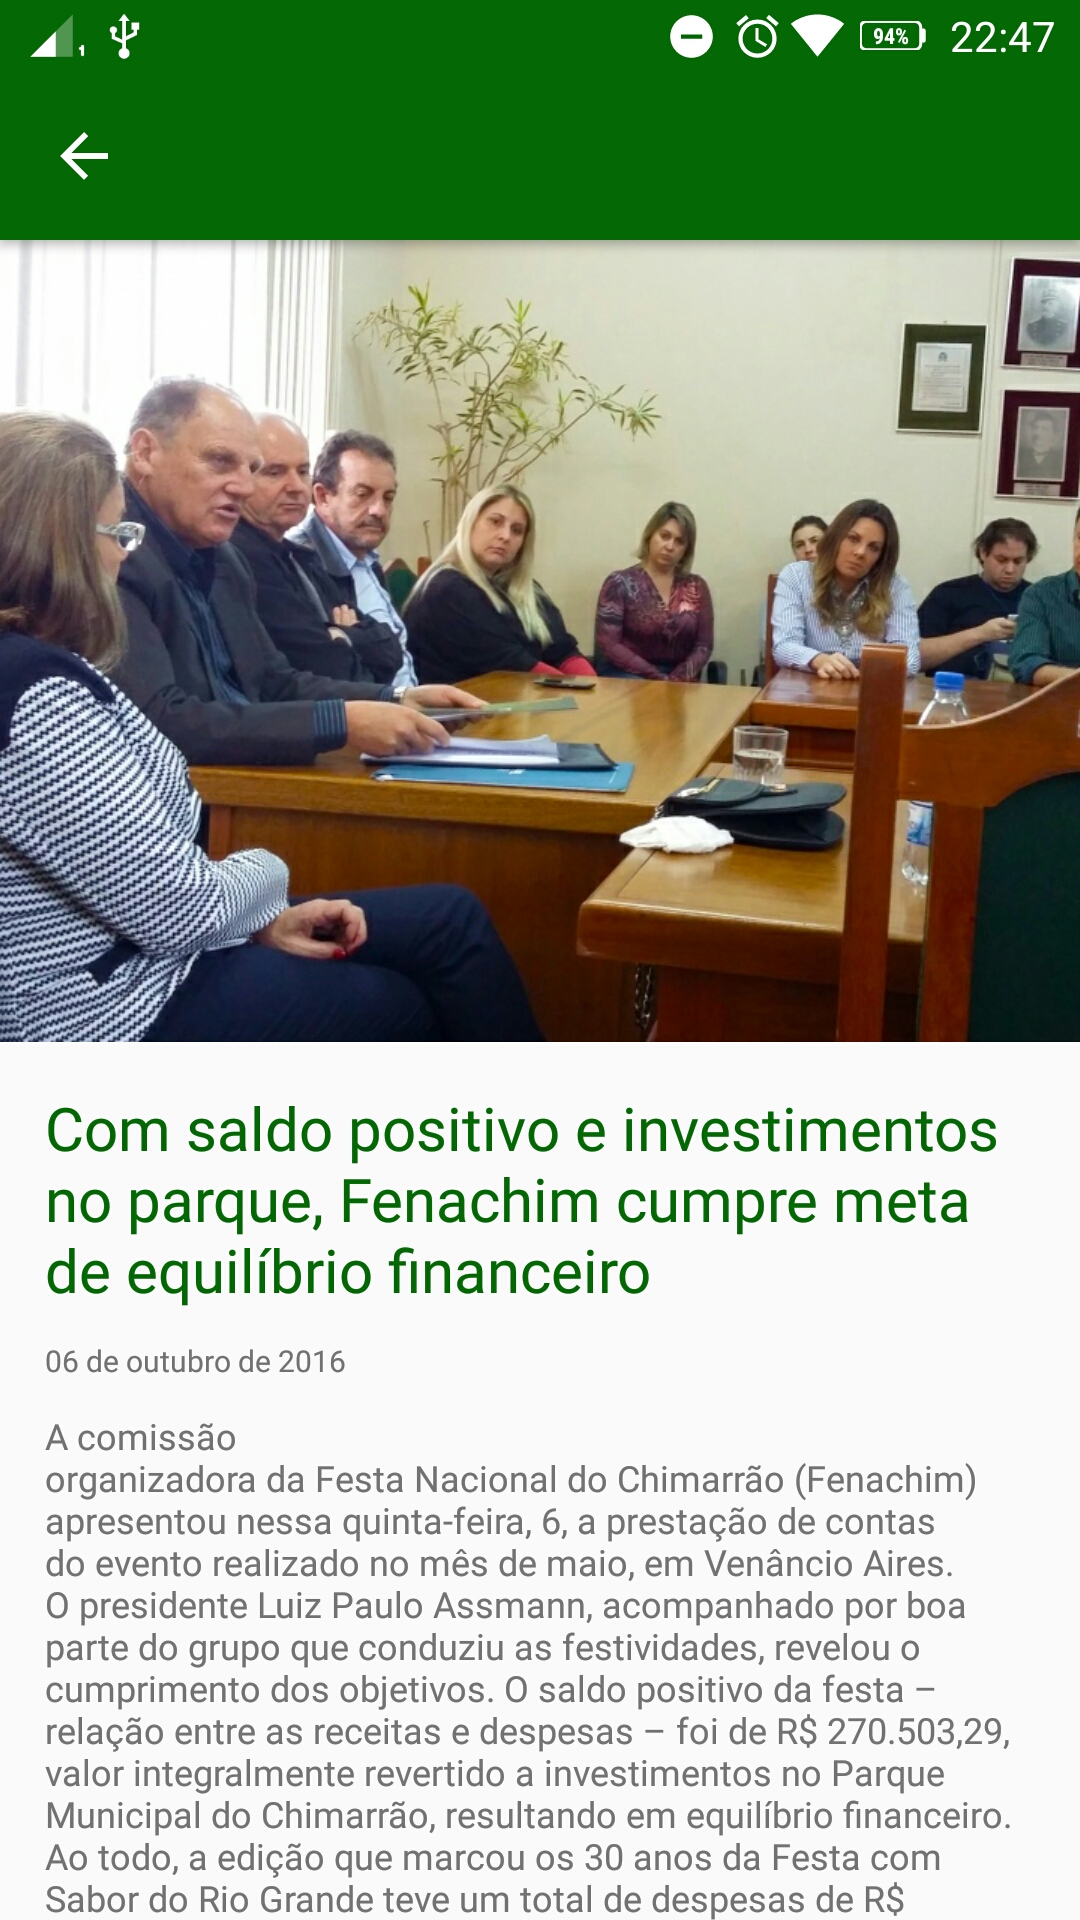 1
94%
22:47
Com saldo positivo e investimentos
no parque, Fenachim cumpre meta
de equilíbrio financeiro
06 de outubro de 2016
A comissão
organizadora da Festa Nacional do Chimarrão (Fenachim)
apresentou nessa quinta-feira, 6, a prestação de contas
do evento realizado no mês de maio, em Venâncio Aires.
O presidente Luiz Paulo Assmann, acompanhado por boa
parte do grupo que conduziu as festividades, revelou o
cumprimento dos objetivos. O saldo positivo da festa –
relação entre as receitas e despesas – foi de R$ 270.503,29,
valor integralmente revertido a investimentos no Parque
Municipal do Chimarrão, resultando em equilíbrio financeiro.
Ao todo, a edição que marcou os 30 anos da Festa com
Sabor do Rio Grande teve um total de despesas de R$